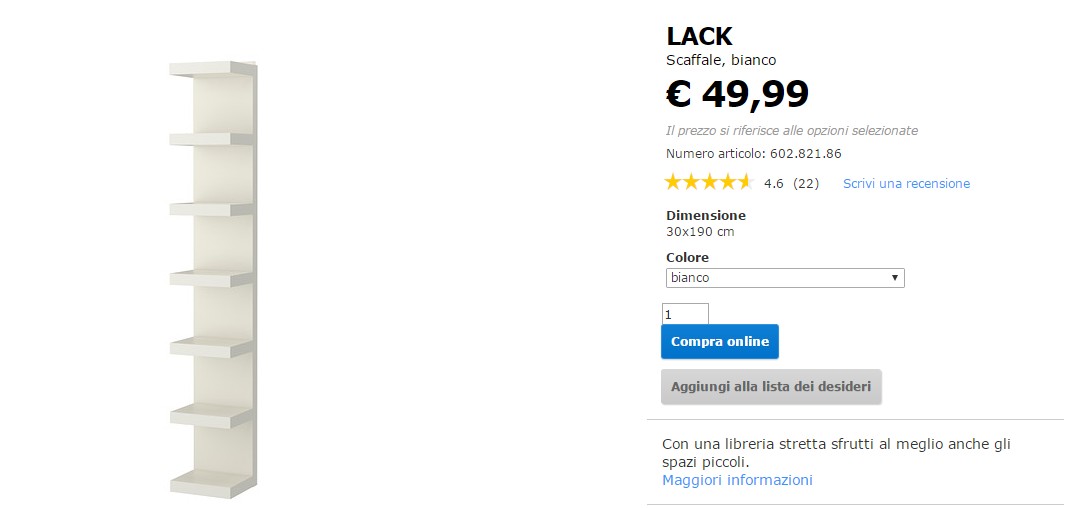 LACK
Scaffale, bianco
€ 49,99
Il prezzo si riferisce alle opzioni selezionate
Numero articolo: 602.821.86
4.6 (22) Scrivi una recensione
Dimensione
30x190 cm
Colore
bianco
1
Compra online
Aggiungi alla lista dei desideri
Con una libreria stretta sfrutti al meglio anche gli
spazi piccoli.
Maggiori informazioni